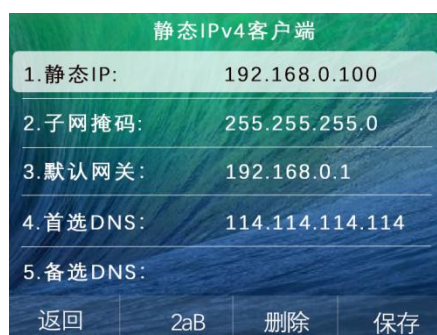 静态IPv4客户端
1.静态IP: 192.168.0.100
2.子网掩码: 255.255.255.0
3.默认网关: 192.168.0.1
4.首选DNS: 114.114.114.114
5.备选DNS:
返回 2aB 删除 保存